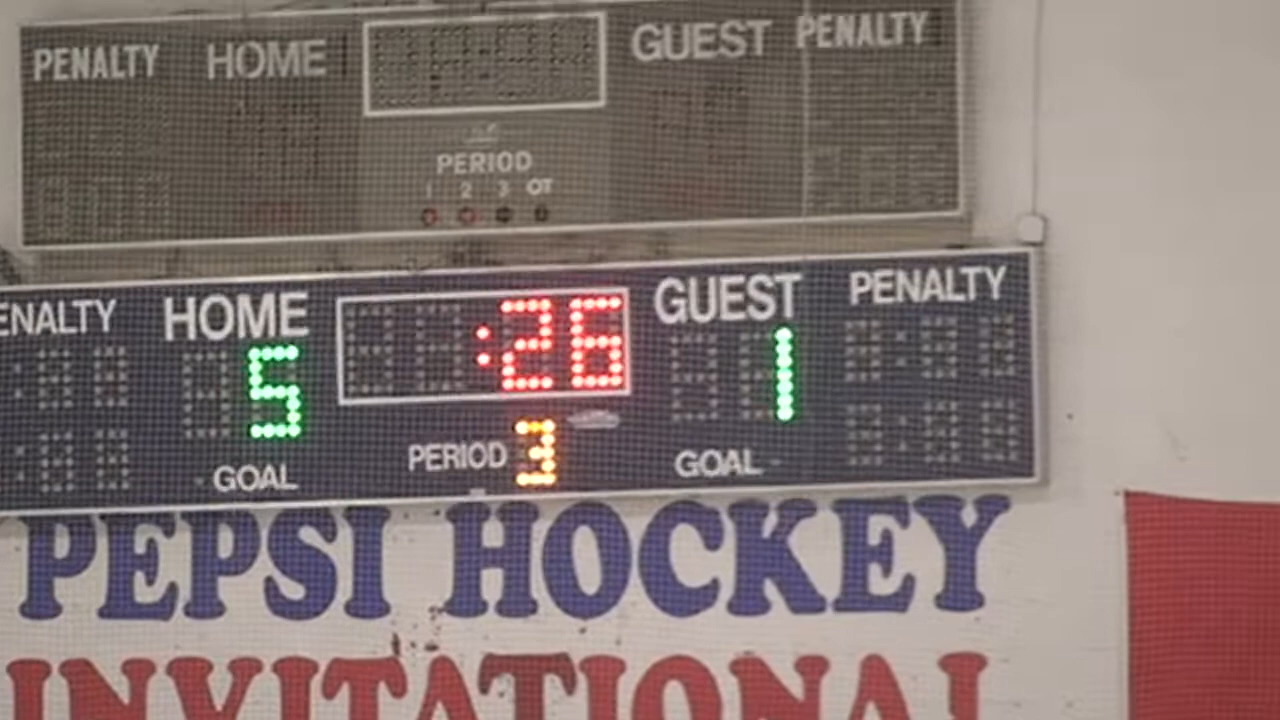 PENALTY HOME GUEST PENALTY
PERIOD
1 2 3 OT
ENALTY HOME :26 GUEST PENALTY
5 1
PERIOD 3
GOAL GOAL
PEPSI HOCKEY
INVITATIONAL